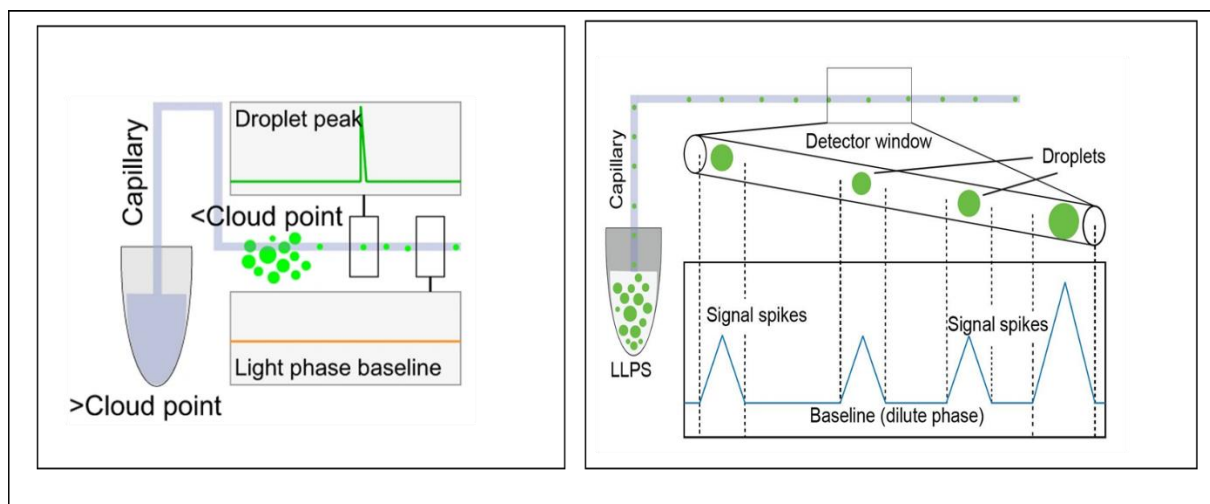 Droplet peak
Capillary
<Cloud point
Light phase baseline
>Cloud point
Capillary
Detector window
Droplets
Signal spikes
Signal spikes
LLPS
Baseline (dilute phase)